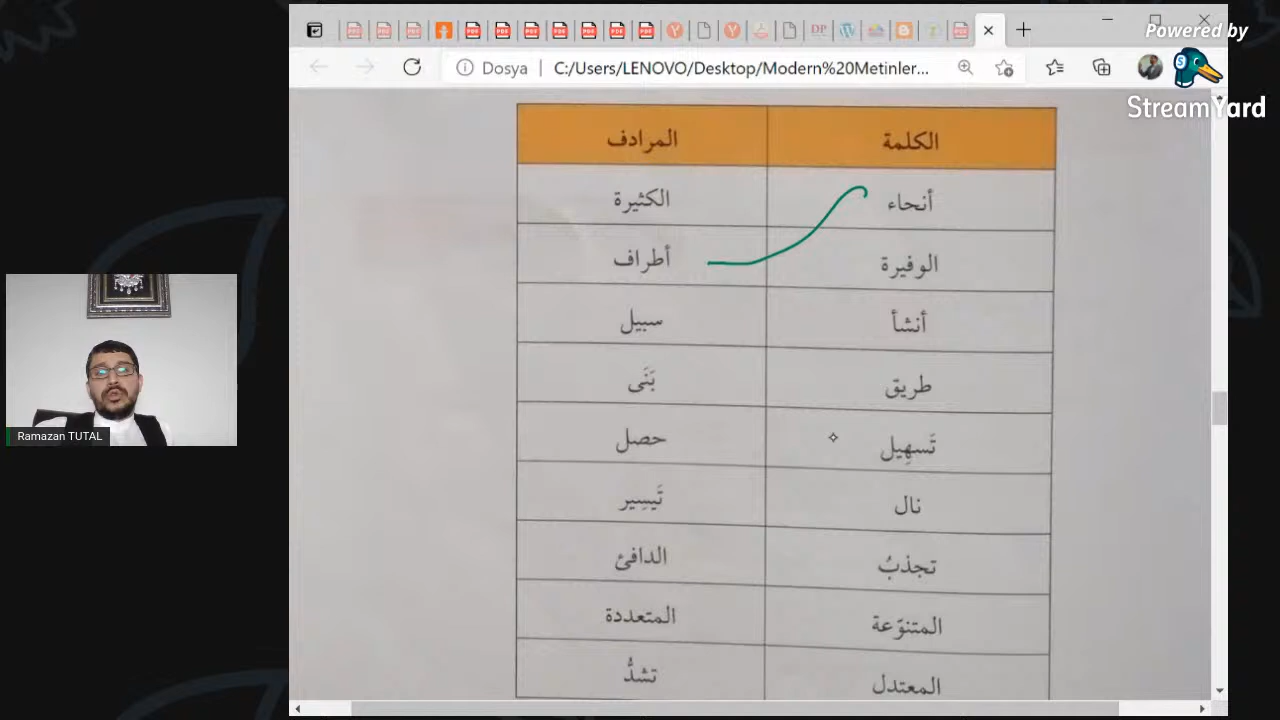 Powered by
StreamYard
Dosya
C:/Users/LENOVO/Desktop/Modern%20Metinler...
الكلمة المرادف
أنحاء الكثيرة
الوفيرة أطراف
أنشأ سبيل
طريق بَنَى
تَسهِيل حصل
نال تَيسِير
تجذبُ الدافئ
المتنوّعة المتعددة
المعتدل تشدُّ
Ramazan TUTAL